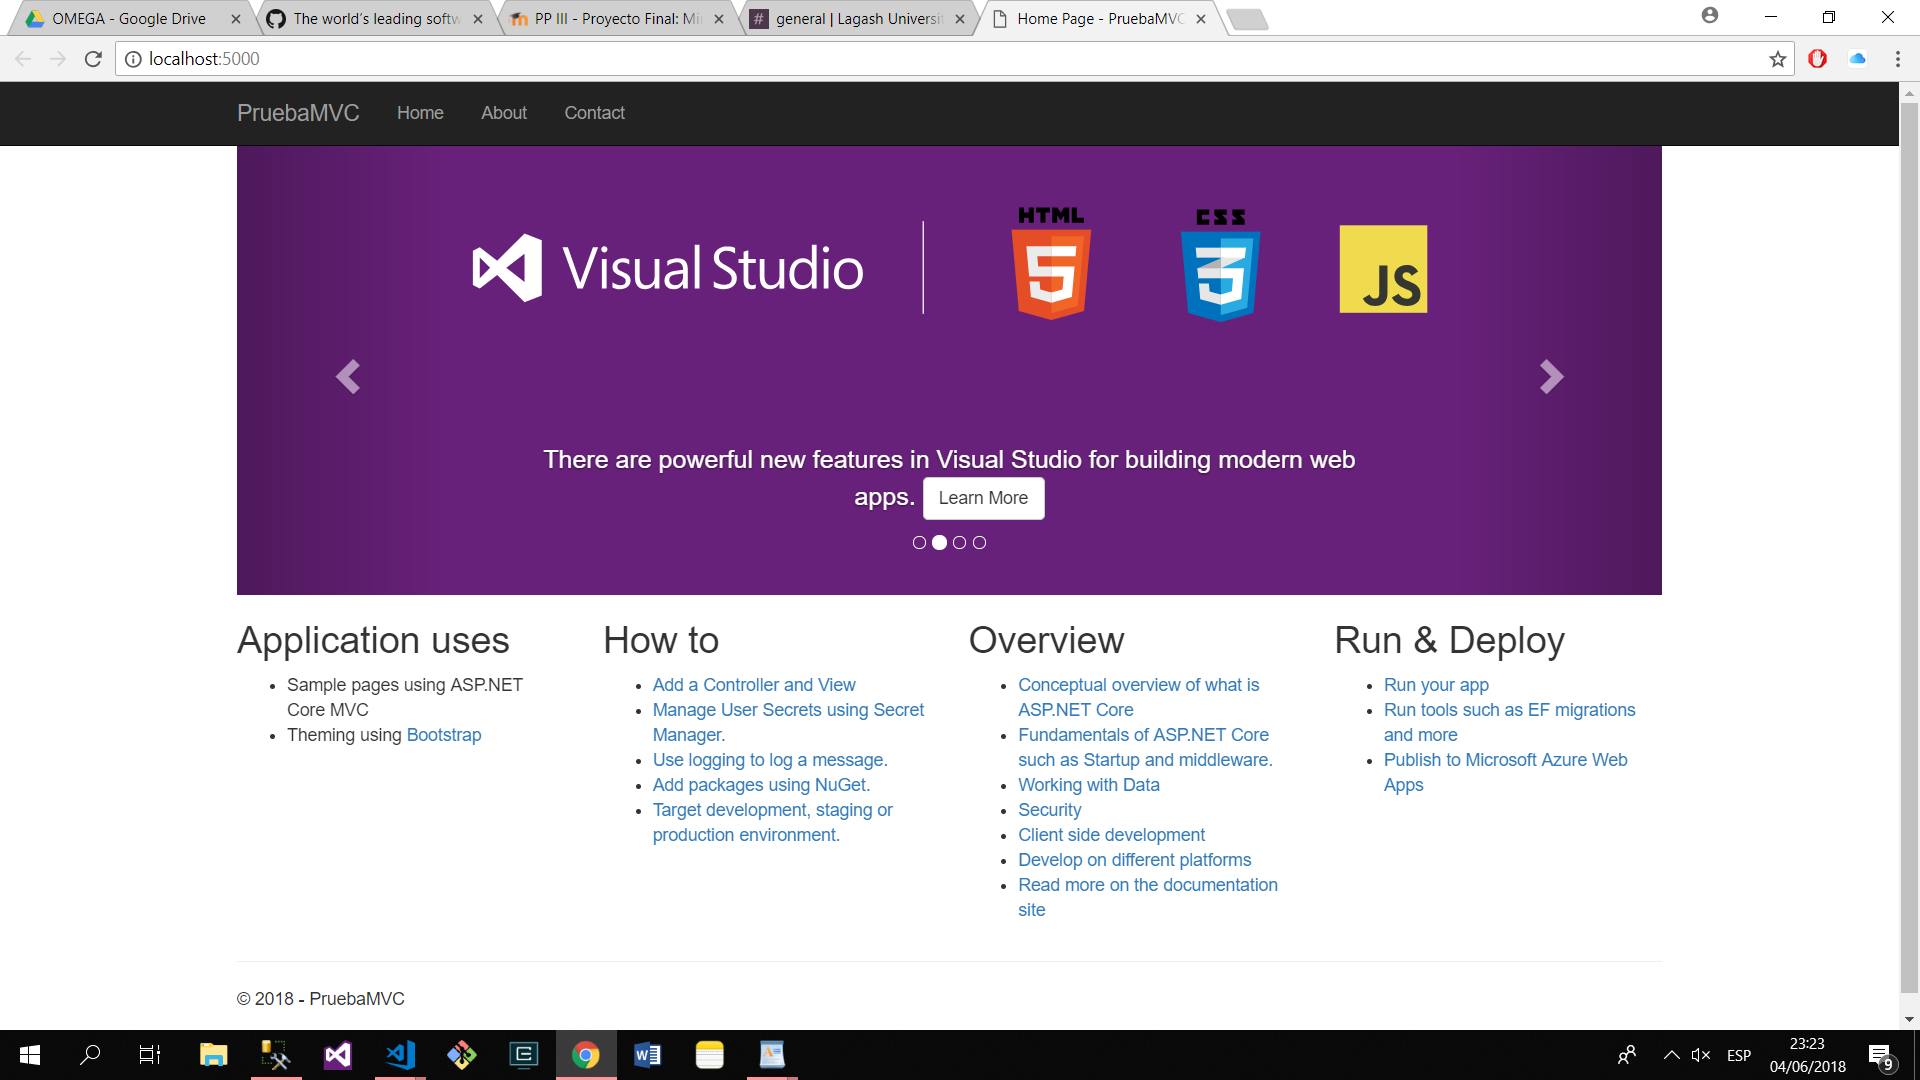 OMEGA - Google Drive
The world's leading softw
PP III - Proyecto Final: Mi
general | Lagash Universit
Home Page - PruebaMVC
localhost:5000
PruebaMVC Home About Contact
HTML
CSS
Visual Studio
JS
There are powerful new features in Visual Studio for building modern web
apps. Learn More
Application uses
Sample pages using ASP.NET
Core MVC
Theming using Bootstrap
How to
Add a Controller and View
Manage User Secrets using Secret
Manager.
Use logging to log a message.
Add packages using NuGet.
Target development, staging or
production environment.
Overview
Conceptual overview of what is
ASP.NET Core
Fundamentals of ASP.NET Core
such as Startup and middleware.
Working with Data
Security
Client side development
Develop on different platforms
Read more on the documentation
site
Run & Deploy
Run your app
Run tools such as EF migrations
and more
Publish to Microsoft Azure Web
Apps
© 2018 - PruebaMVC
ESP
23:23
04/06/2018
9